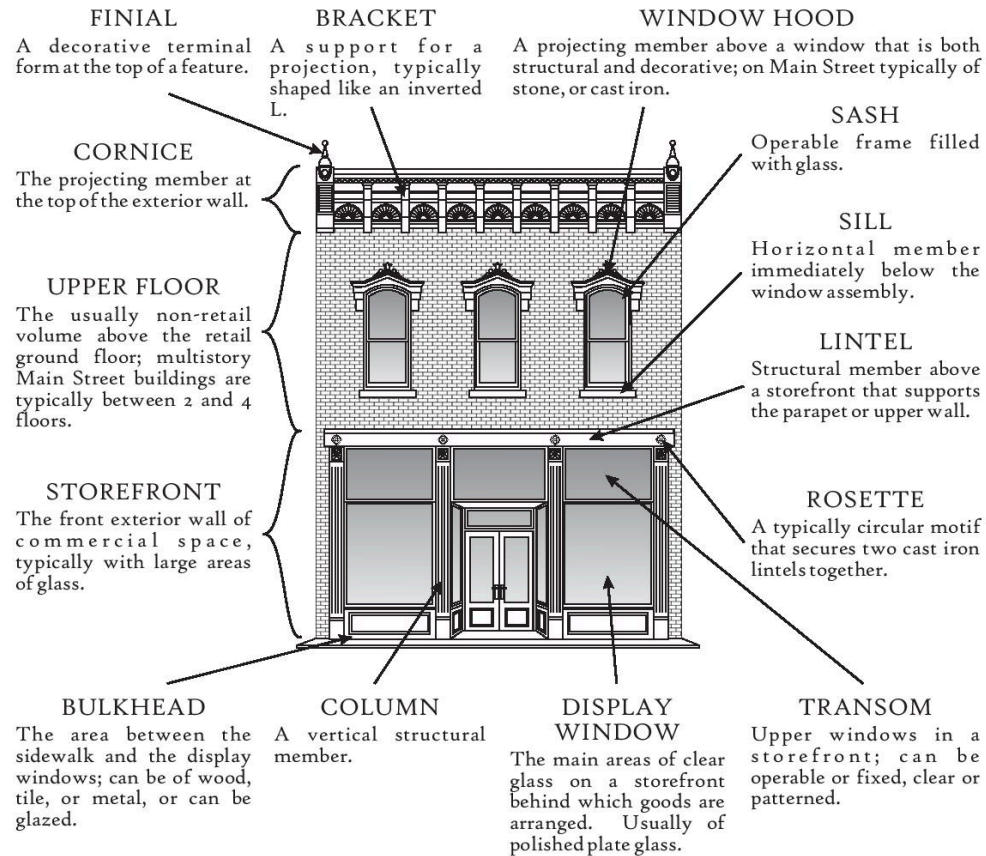 FINIAL
A decorative terminal
form at the top of a feature.
BRACKET
A support for a
projection, typically
shaped like an inverted
L.
WINDOW HOOD
A projecting member above a window that is both
structural and decorative; on Main Street typically of
stone, or cast iron.
SASH
Operable frame filled
with glass.
CORNICE
The projecting member at
the top of the exterior wall.
SILL
Horizontal member
immediately below the
window assembly.
UPPER FLOOR
The usually non-retail
volume above the retail
ground floor; multistory
Main Street buildings are
typically between 2 and 4
floors.
LINTEL
Structural member above
a storefront that supports
the parapet or upper wall.
STOREFRONT
The front exterior wall of
commercial space,
typically with large areas
of glass.
ROSETTE
A typically circular motif
that secures two cast iron
lintels together.
BULKHEAD
The area between the
sidewalk and the display
windows; can be of wood,
tile, or metal, or can be
glazed.
COLUMN
A vertical structural
member.
DISPLAY
WINDOW
The main areas of clear
glass on a storefront
behind which goods are
arranged. Usually of
polished plate glass.
TRANSOM
Upper windows in a
storefront; can be
operable or fixed, clear or
patterned.